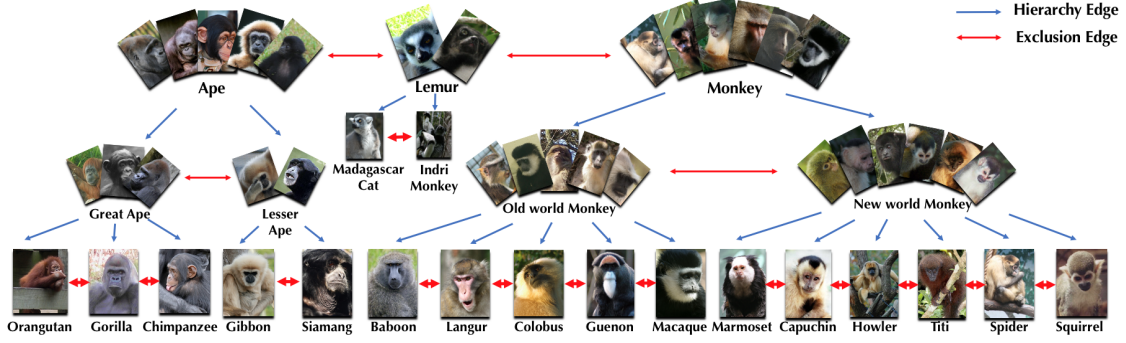 Hierarchy Edge
Exclusion Edge
Ape
Lemur
Monkey
Madagascar
Cat
Indri
Monkey
Great Ape
Lesser
Ape
Old world Monkey
New world Monkey
Orangutan
Gorilla
Chimpanzee
Gibbon
Siamang
Baboon
Langur
Colobus
Guenon
Macaque
Marmoset
Capuchin
Howler
Titi
Spider
Squirrel